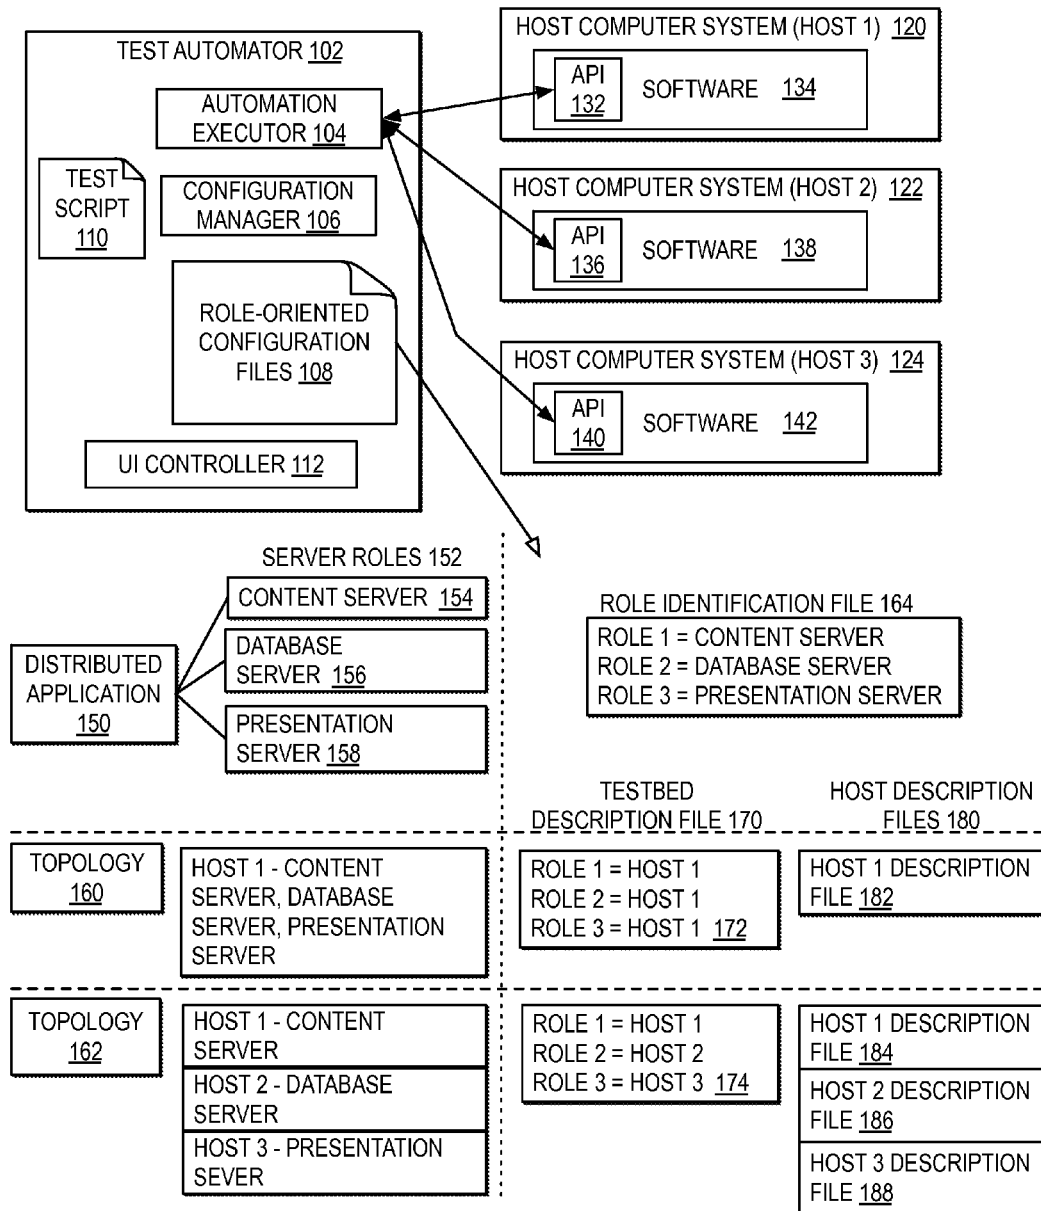 TEST AUTOMATOR 102
AUTOMATION
EXECUTOR 104
TEST
SCRIPT
110
CONFIGURATION
MANAGER 106
ROLE-ORIENTED
CONFIGURATION
FILES 108
UI CONTROLLER 112
HOST COMPUTER SYSTEM (HOST 1) 120
API
132
SOFTWARE 134
HOST COMPUTER SYSTEM (HOST 2) 122
API
136
SOFTWARE 138
HOST COMPUTER SYSTEM (HOST 3) 124
API
140
SOFTWARE 142
SERVER ROLES 152
CONTENT SERVER 154
DATABASE
SERVER 156
PRESENTATION
SERVER 158
DISTRIBUTED
APPLICATION
150
ROLE IDENTIFICATION FILE 164
ROLE 1 = CONTENT SERVER
ROLE 2 = DATABASE SERVER
ROLE 3 = PRESENTATION SERVER
TESTBED
DESCRIPTION FILE 170
HOST DESCRIPTION
FILES 180
TOPOLOGY
160
HOST 1 - CONTENT
SERVER, DATABASE
SERVER, PRESENTATION
SERVER
ROLE 1 = HOST 1
ROLE 2 = HOST 1
ROLE 3 = HOST 1 172
HOST 1 DESCRIPTION
FILE 182
TOPOLOGY
162
HOST 1 - CONTENT
SERVER
HOST 2 - DATABASE
SERVER
HOST 3 - PRESENTATION
SEVER
ROLE 1 = HOST 1
ROLE 2 = HOST 2
ROLE 3 = HOST 3 174
HOST 1 DESCRIPTION
FILE 184
HOST 2 DESCRIPTION
FILE 186
HOST 3 DESCRIPTION
FILE 188